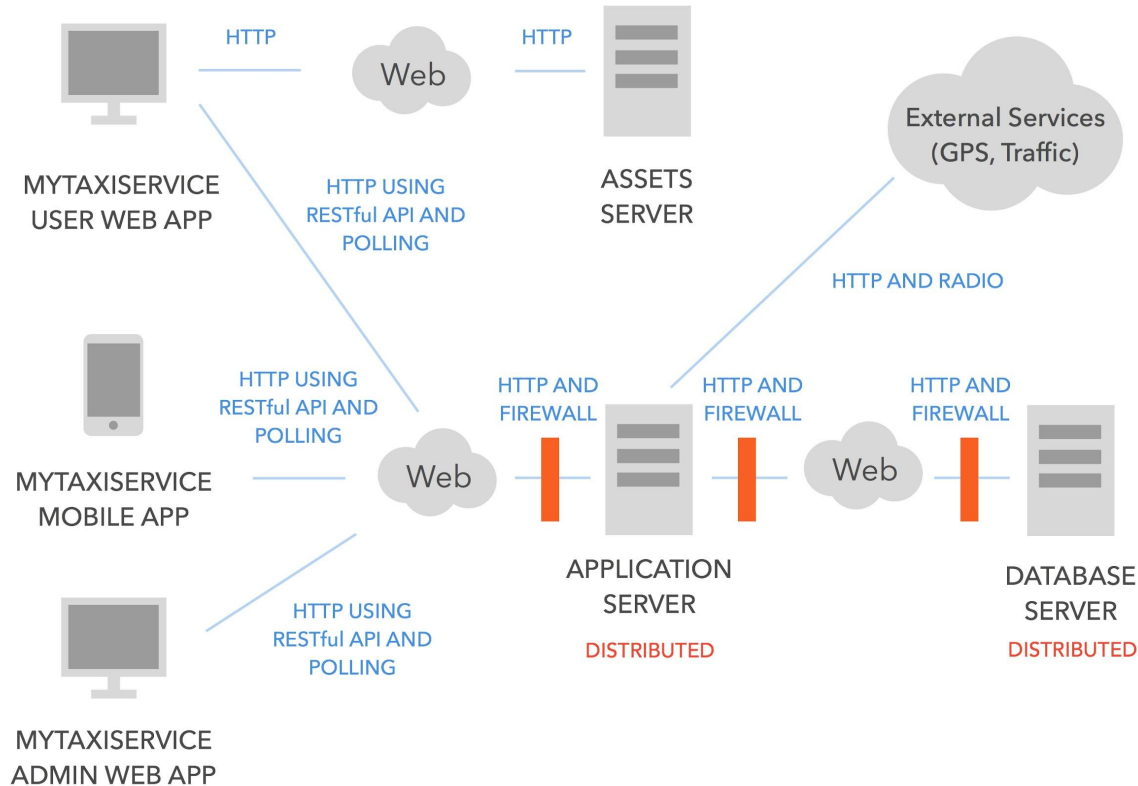 HTTP
Web
HTTP
MYTAXISERVICE
USER WEB APP
ASSETS
SERVER
External Services
(GPS, Traffic)
HTTP USING
RESTful API AND
POLLING
HTTP AND RADIO
MYTAXISERVICE
MOBILE APP
HTTP USING
RESTful API AND
POLLING
Web
HTTP AND
FIREWALL
APPLICATION
SERVER
DISTRIBUTED
HTTP AND
FIREWALL
Web
HTTP AND
FIREWALL
DATABASE
SERVER
DISTRIBUTED
HTTP USING
RESTful API AND
POLLING
MYTAXISERVICE
ADMIN WEB APP